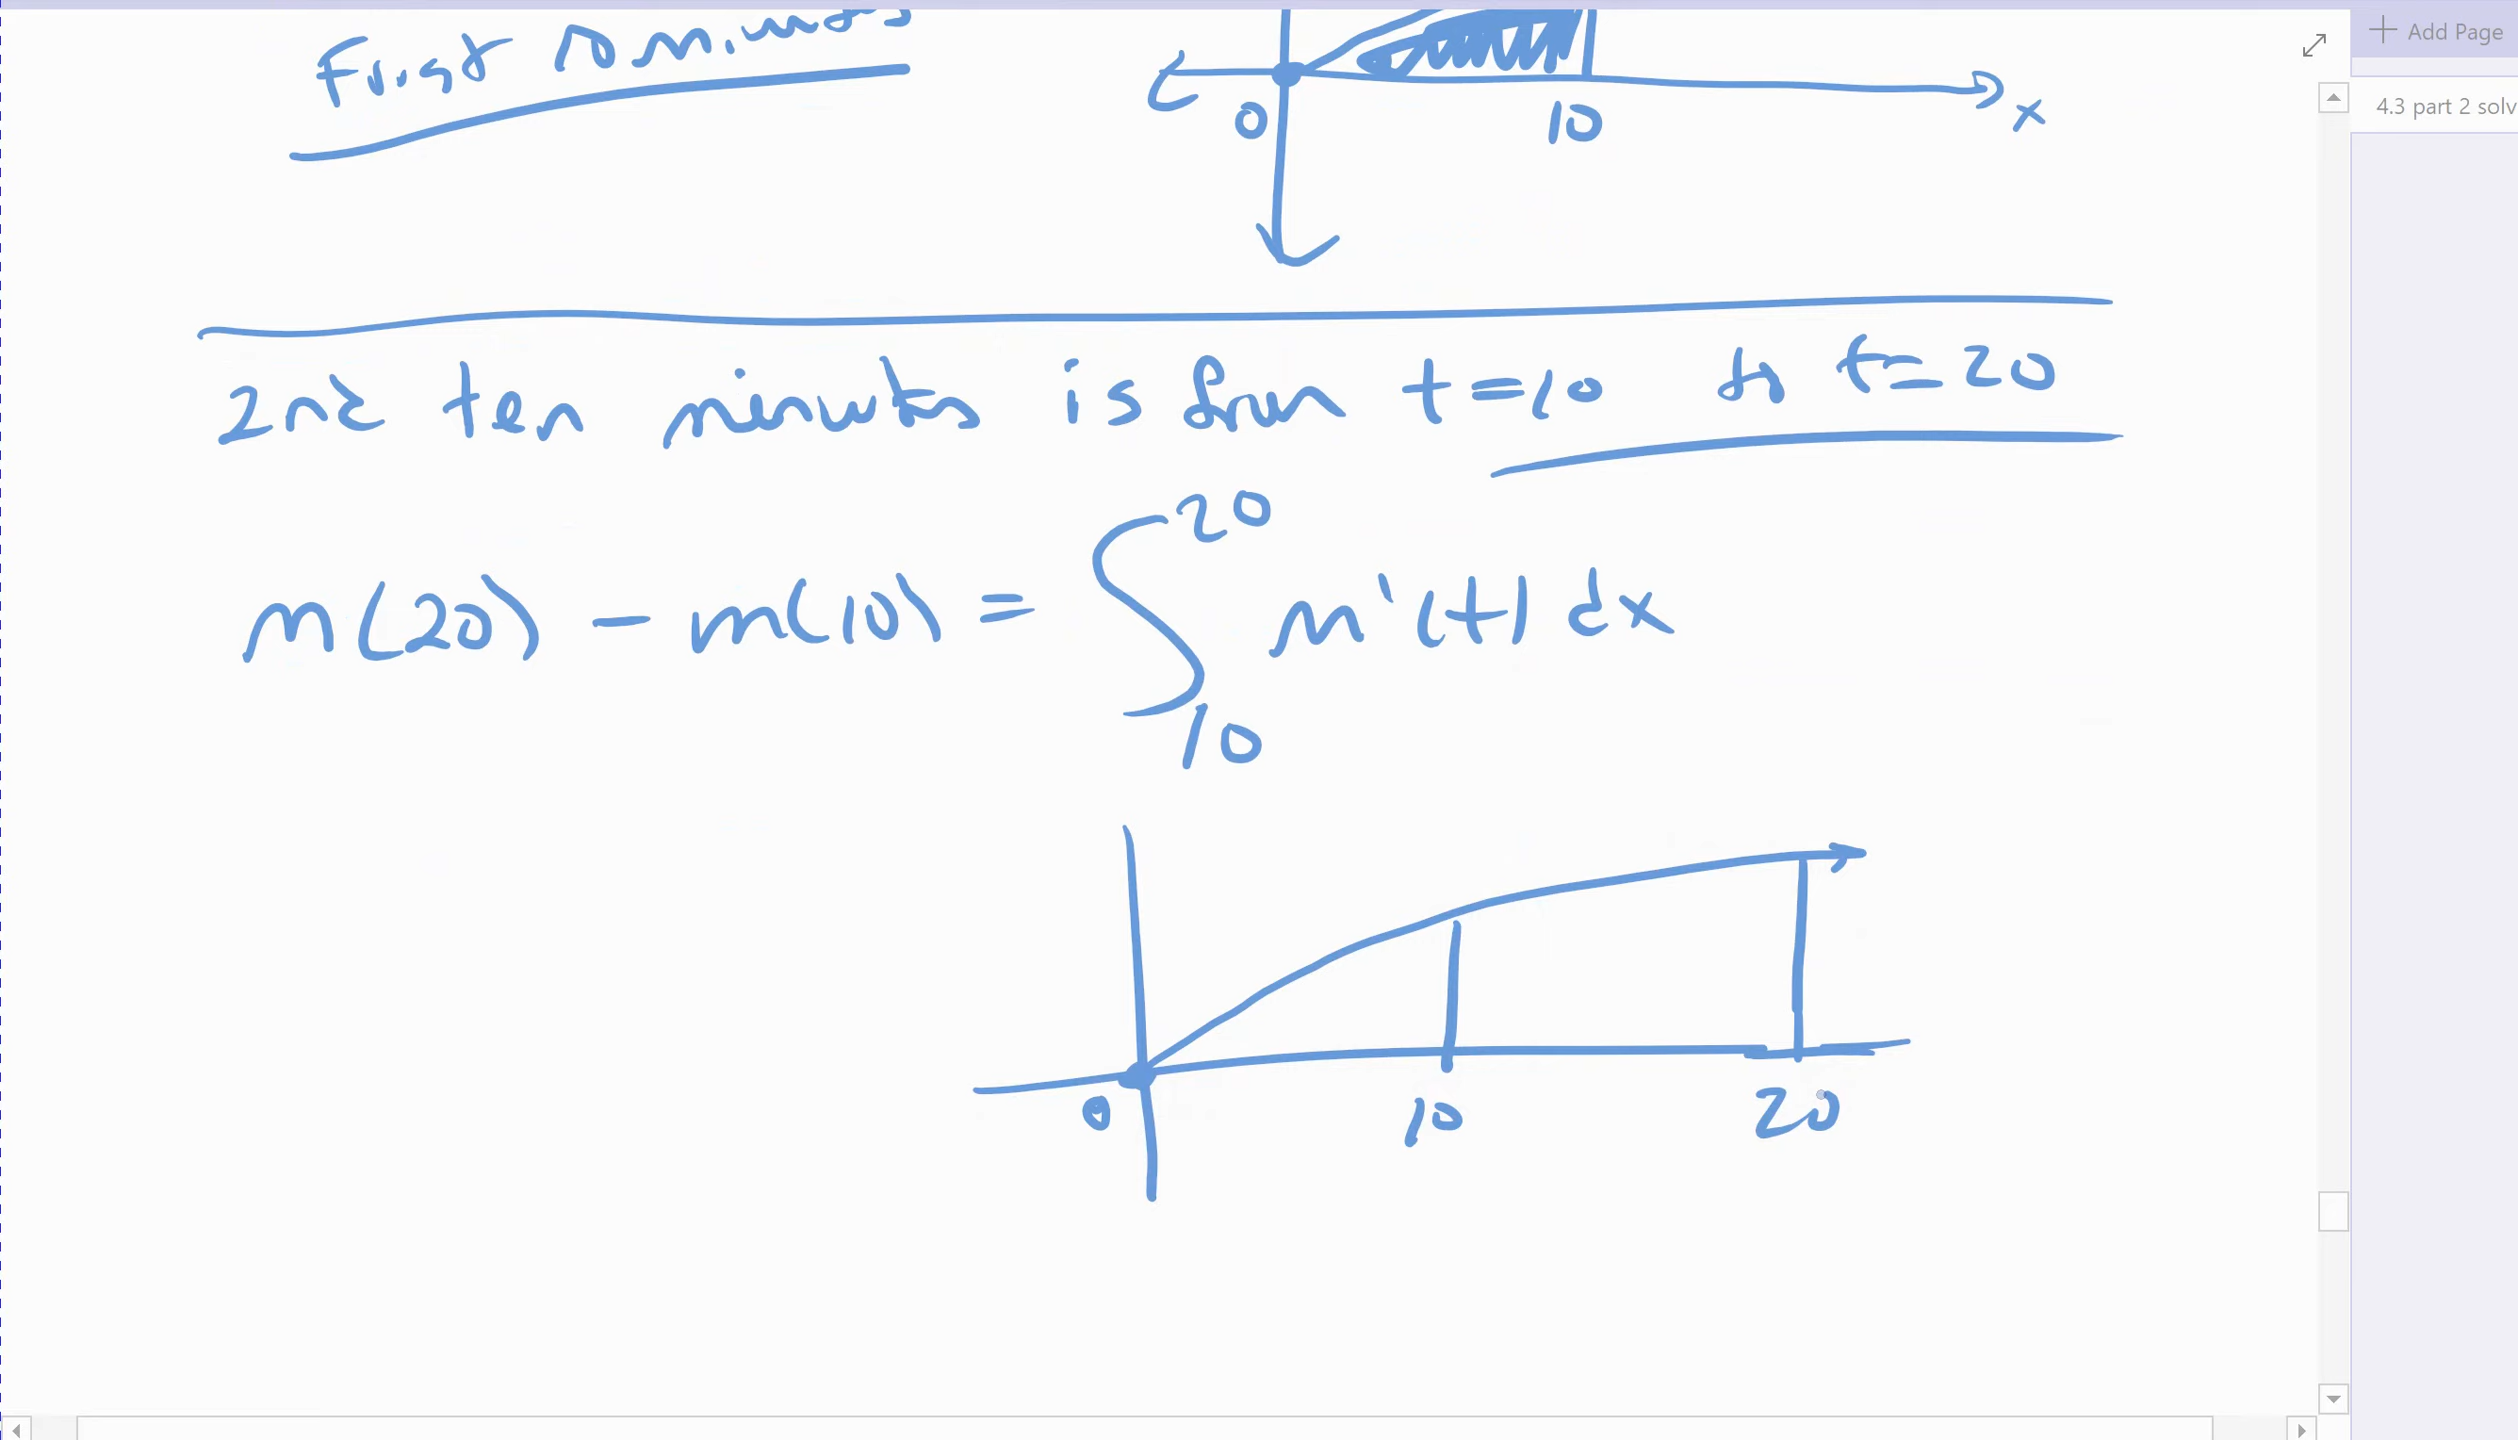 First 10 minutes
0 10 x
2nd ten minutes is from t=10 to t=20
m(20) - m(10) = ∫₁₀²⁰ m'(t) dx
0 10 20
Add Page
4.3 part 2 solv